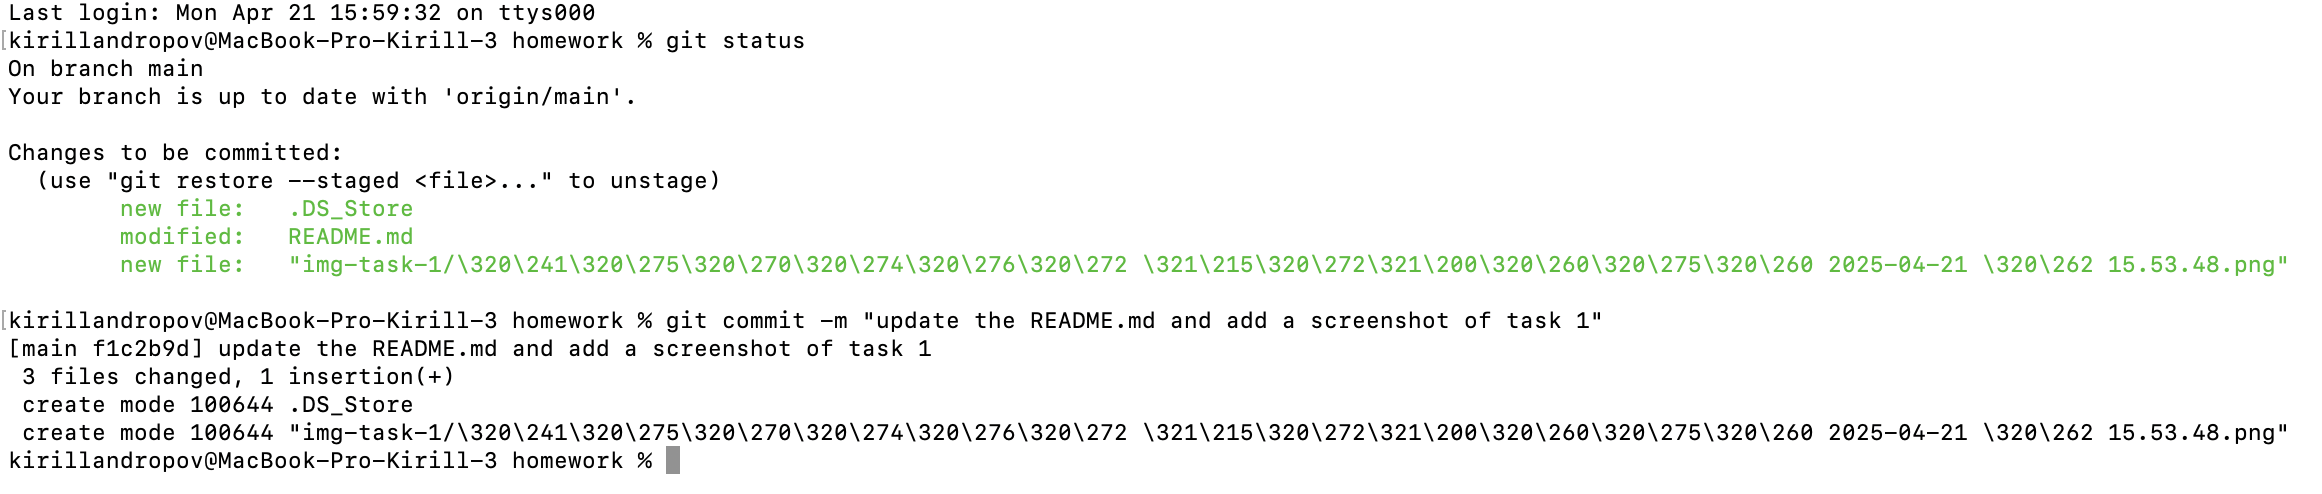 Last login: Mon Apr 21 15:59:32 on ttys000
[kirillandropov@MacBook-Pro-Kirill-3 homework % git status
On branch main
Your branch is up to date with 'origin/main'.
Changes to be committed:
  (use "git restore --staged <file>..." to unstage)
        new file:   .DS_Store
        modified:   README.md
        new file:   "img-task-1/\320\241\320\275\320\270\320\274\320\276\320\272 \321\215\320\272\321\200\320\260\320\275\320\260 2025-04-21 \320\262 15.53.48.png"
[kirillandropov@MacBook-Pro-Kirill-3 homework % git commit -m "update the README.md and add a screenshot of task 1"
[main f1c2b9d] update the README.md and add a screenshot of task 1
 3 files changed, 1 insertion(+)
 create mode 100644 .DS_Store
 create mode 100644 "img-task-1/\320\241\320\275\320\270\320\274\320\276\320\272 \321\215\320\272\321\200\320\260\320\275\320\260 2025-04-21 \320\262 15.53.48.png"
kirillandropov@MacBook-Pro-Kirill-3 homework %